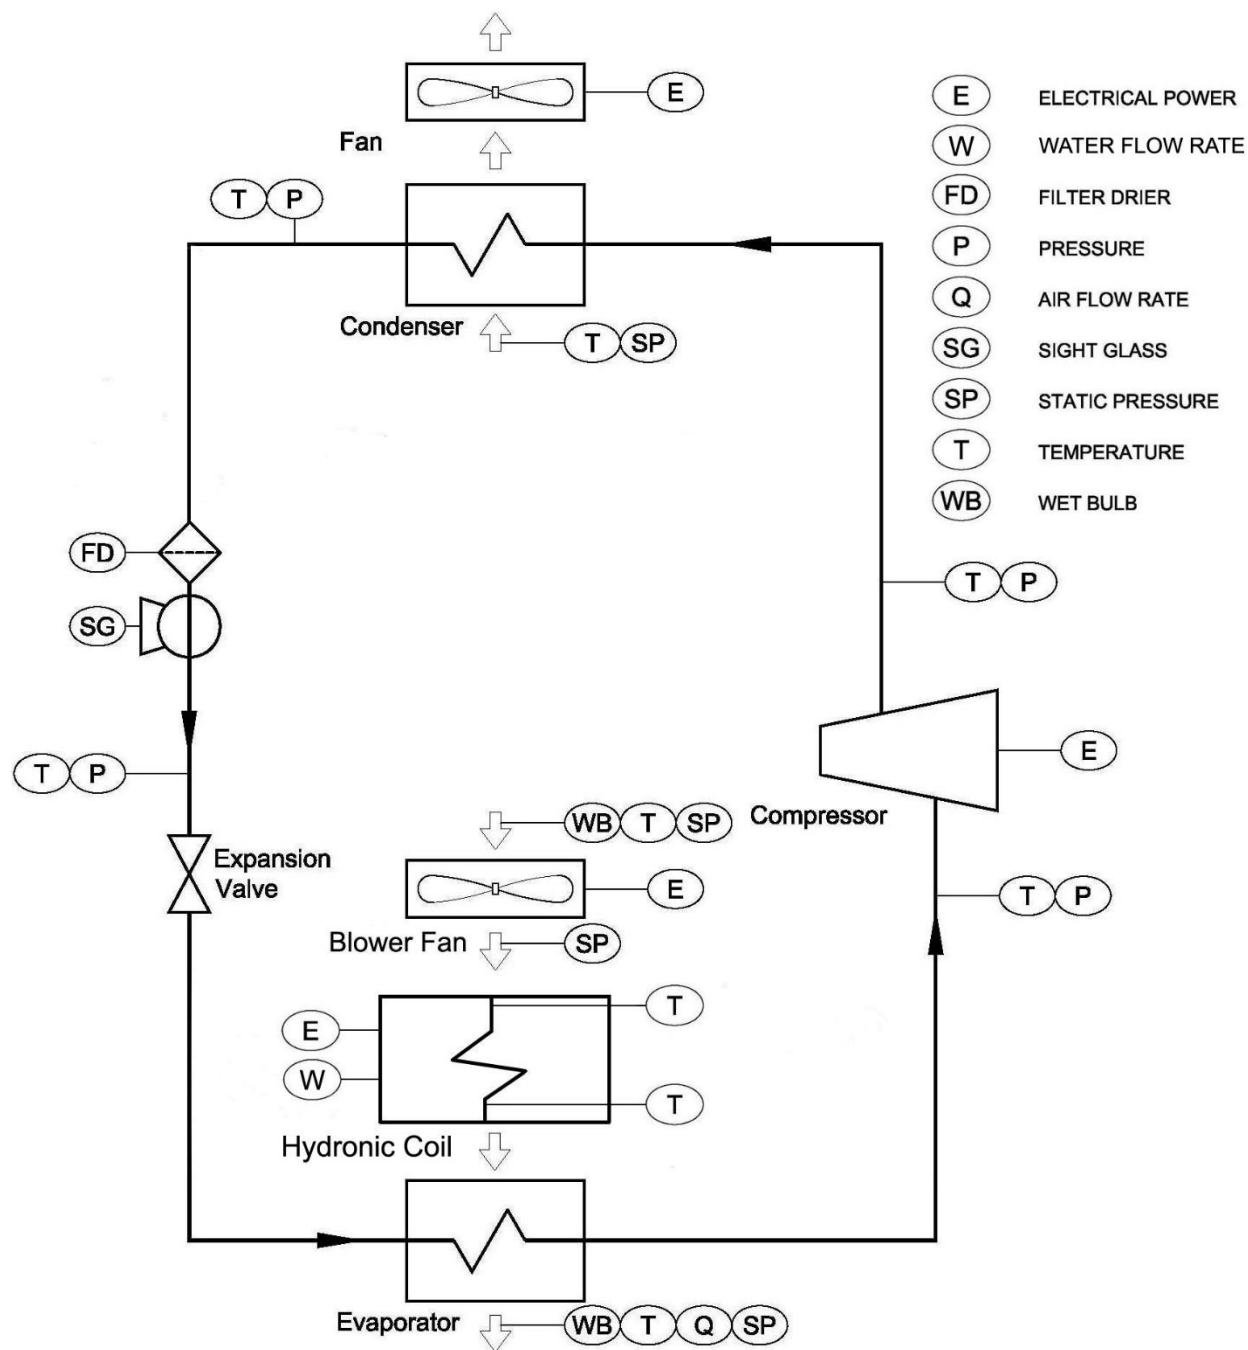 E
Fan
T P
Condenser
T SP
E ELECTRICAL POWER
W WATER FLOW RATE
FD FILTER DRIER
P PRESSURE
Q AIR FLOW RATE
SG SIGHT GLASS
SP STATIC PRESSURE
T TEMPERATURE
WB WET BULB
FD
SG
T P
T P
E
Compressor
WB T SP
Expansion
Valve
E
T P
Blower Fan
SP
E
T
W
T
Hydronic Coil
Evaporator
WB T Q SP